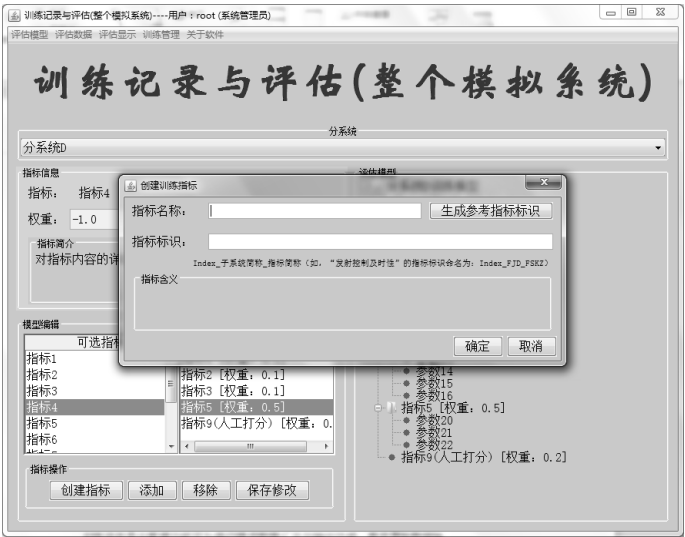 训练记录与评估(整个模拟系统)----用户：root (系统管理员)
评估模型 评估数据 评估显示 训练管理 关于软件
训练记录与评估(整个模拟系统)
分系统
分系统D
指标信息
评估模型
指标： 指标4
权重： -1.0
指标简介
对指标内容的详
创建训练指标
指标名称：
生成参考指标标识
指标标识：
Index_子系统简称_指标简称（如，“发射控制及时性”的指标标识命名为：Index_FJD_FSKZ）
指标含义
确定 取消
模型编辑
可选指标
指标1
指标2
指标3
指标4
指标5
指标6
指标2 [权重：0.1]
指标3 [权重：0.1]
指标5 [权重：0.5]
指标9(人工打分) [权重：0.
参数14
参数15
参数16
指标5 [权重：0.5]
参数20
参数21
参数22
指标9(人工打分) [权重：0.2]
指标操作
创建指标 添加 移除 保存修改